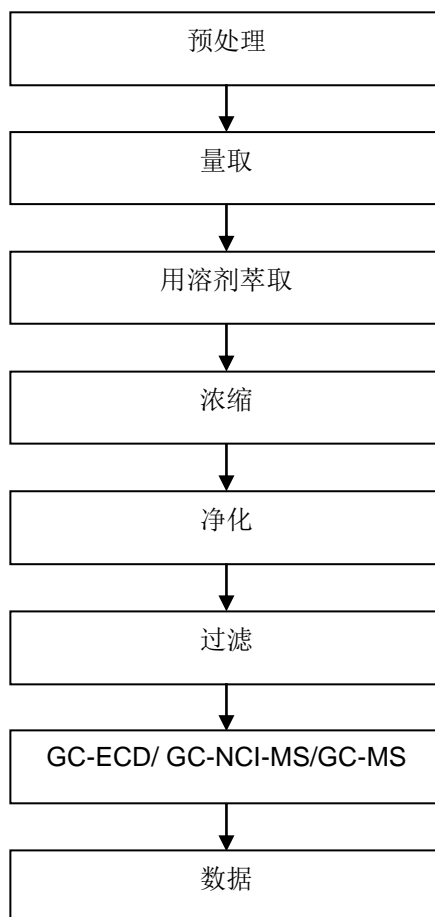 预处理
量取
用溶剂萃取
浓缩
净化
过滤
GC-ECD/ GC-NCI-MS/GC-MS
数据